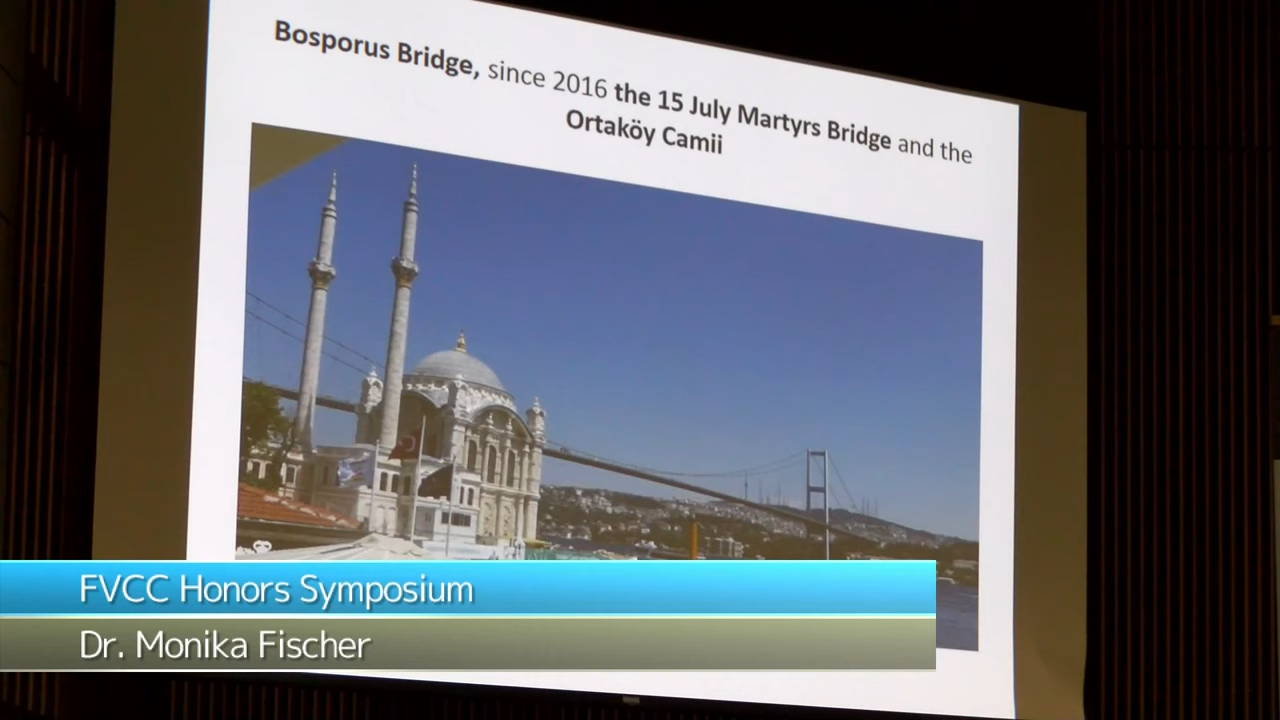 Bosporus Bridge, since 2016 the 15 July Martyrs Bridge and the
Ortaköy Camii
FVCC Honors Symposium
Dr. Monika Fischer